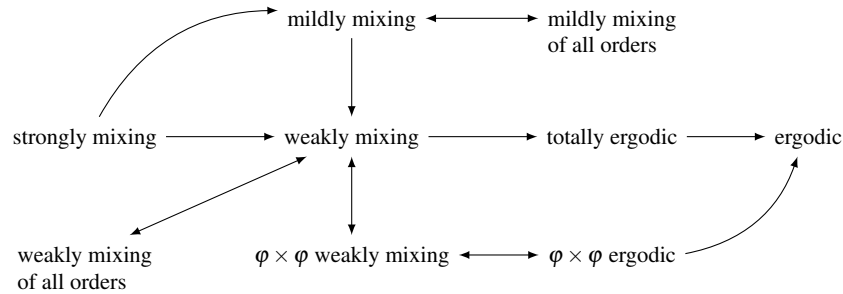 mildly mixing
mildly mixing
of all orders
strongly mixing
weakly mixing
totally ergodic
ergodic
weakly mixing
of all orders
φ × φ weakly mixing
φ × φ ergodic